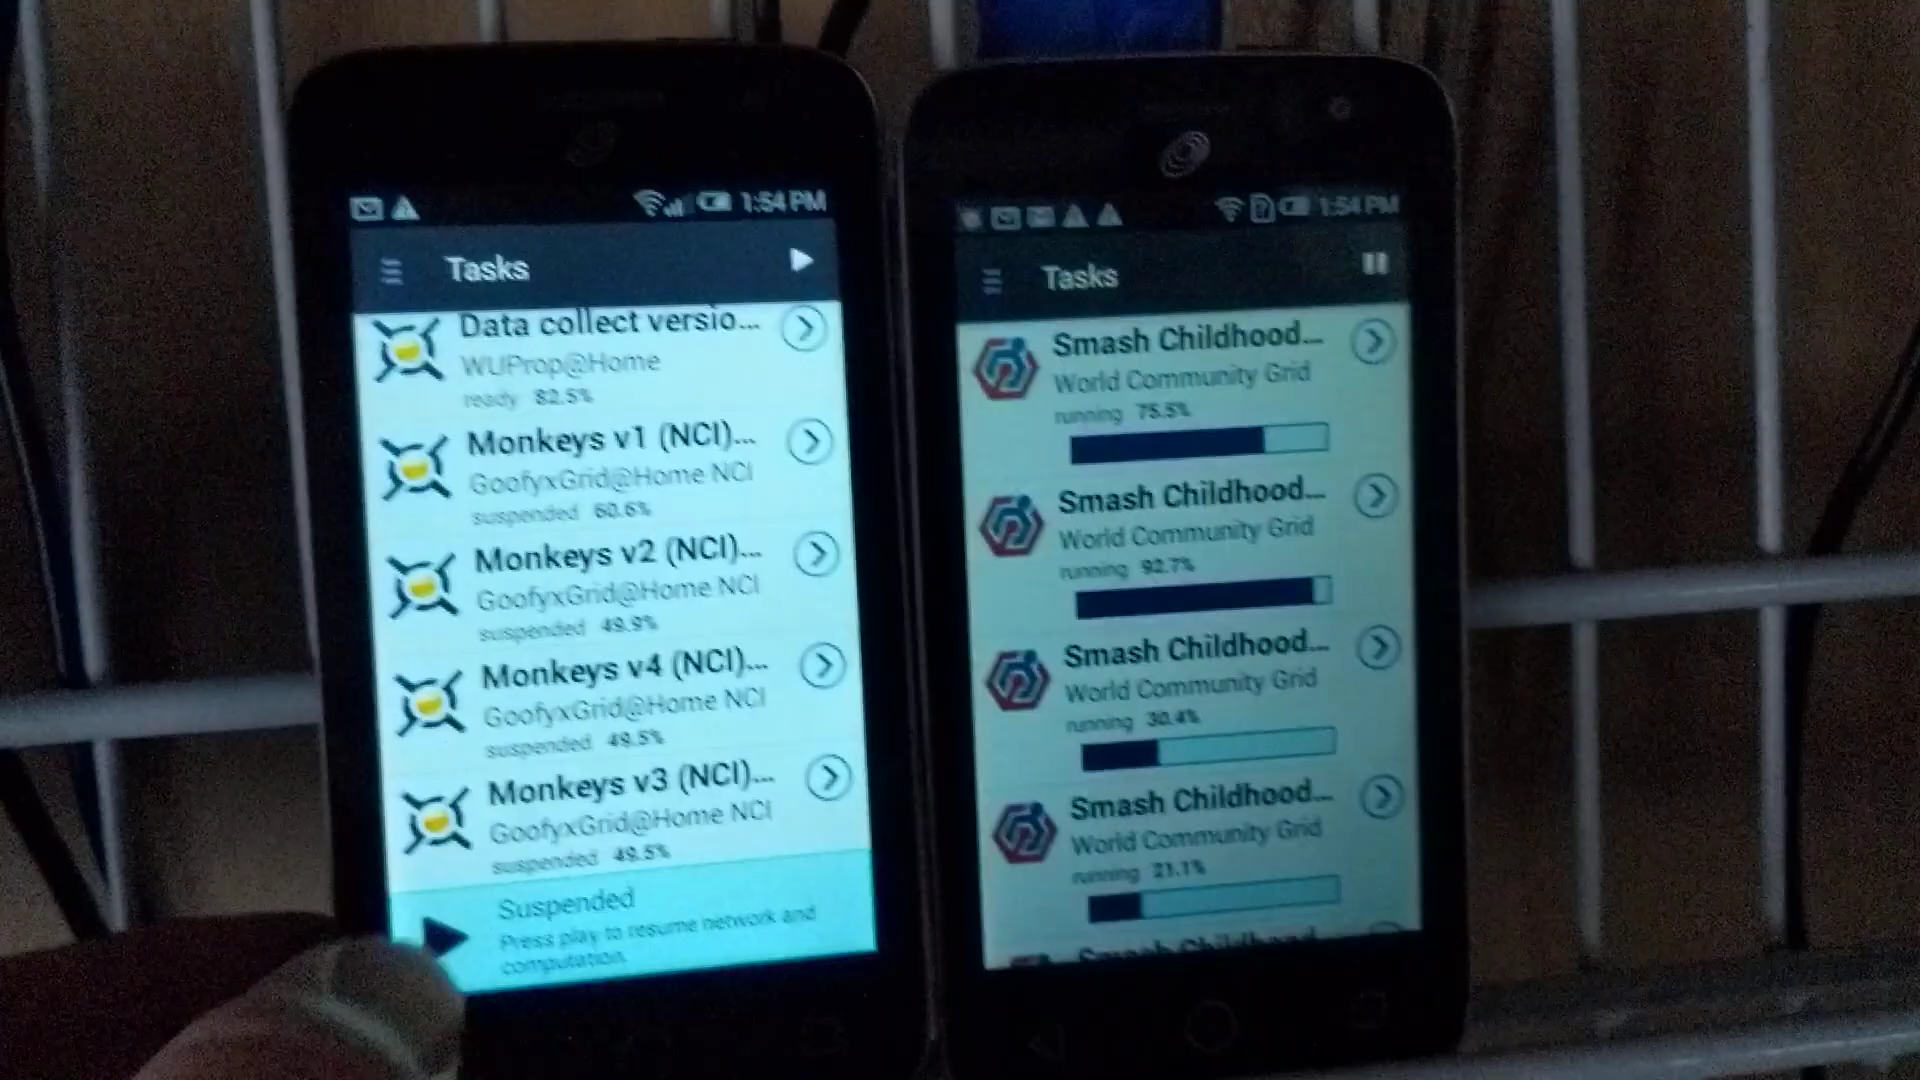 1:54 PM
Tasks
Data collect versio...
WUProp@Home
ready 82.5%
Monkeys v1 (NCI)...
GoofyxGrid@Home NCI
suspended 60.6%
Monkeys v2 (NCI)...
GoofyxGrid@Home NCI
suspended 49.9%
Monkeys v4 (NCI)...
GoofyxGrid@Home NCI
suspended 49.5%
Monkeys v3 (NCI)...
GoofyxGrid@Home NCI
suspended 49.5%
Suspended
Press play to resume network and
computation.
1:54 PM
Tasks
Smash Childhood...
World Community Grid
running 75.5%
Smash Childhood...
World Community Grid
running 92.7%
Smash Childhood...
World Community Grid
running 30.4%
Smash Childhood...
World Community Grid
running 21.1%
Smash Childhood